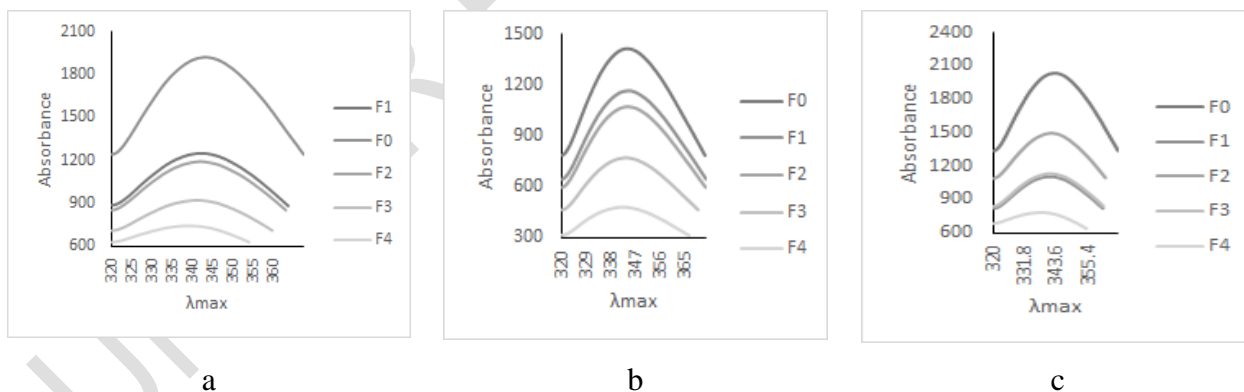 2100
1800
1500
1200
900
600
Absorbance
320
325
330
335
340
345
350
355
360
λmax
F1
F0
F2
F3
F4
a
1500
1200
900
600
300
Absorbance
320
329
338
347
356
365
λmax
F0
F1
F2
F3
F4
b
2400
2100
1800
1500
1200
900
600
Absorbance
320
331.8
343.6
355.4
λmax
F0
F1
F2
F3
F4
c